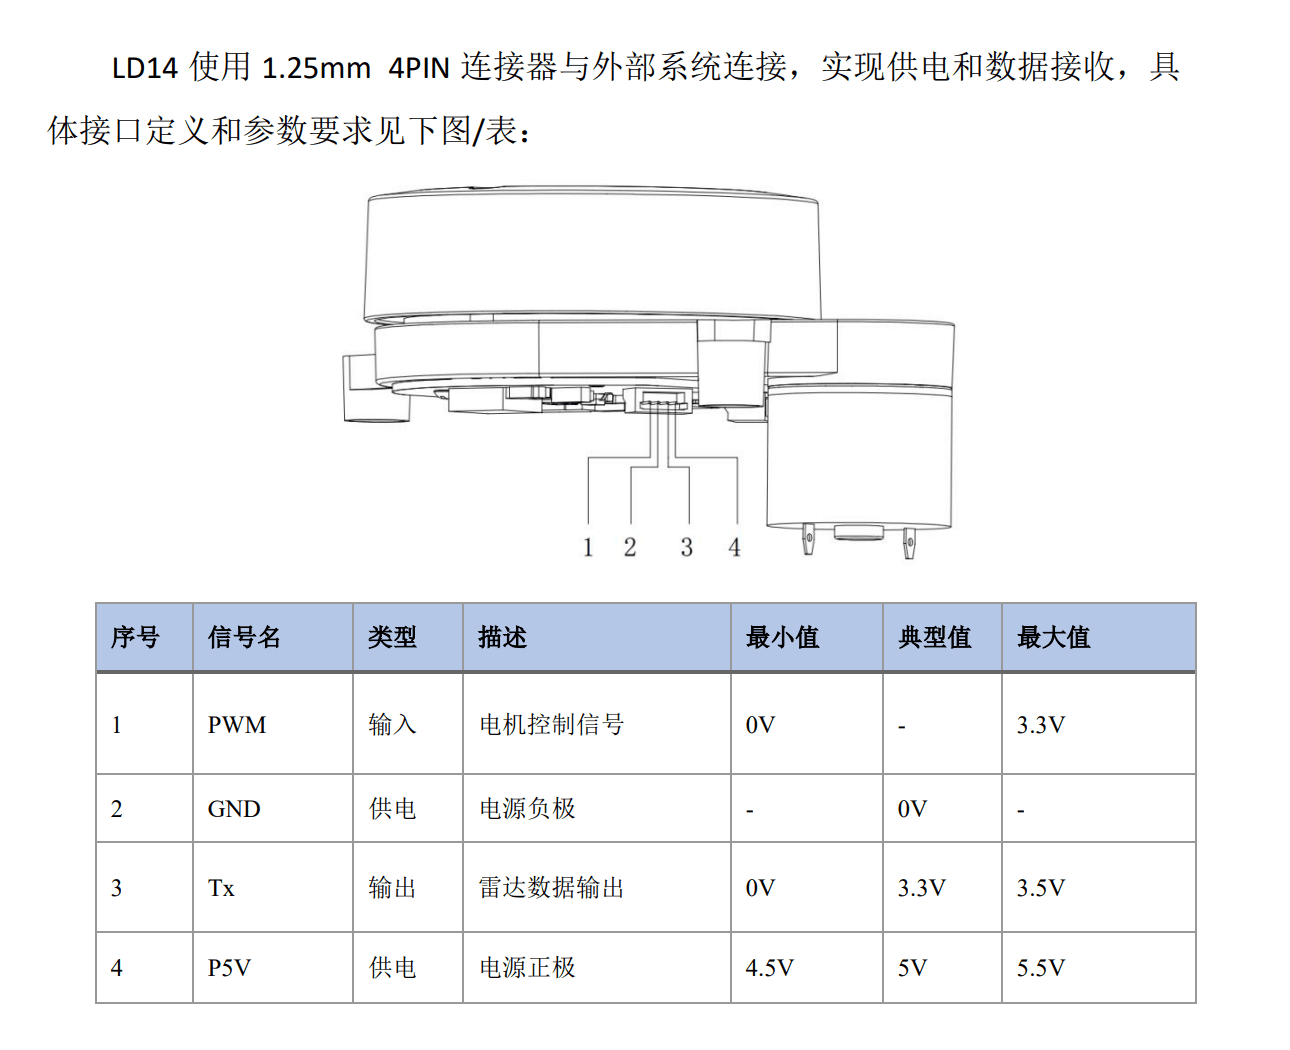 LD14 使用 1.25mm 4PIN 连接器与外部系统连接，实现供电和数据接收，具
体接口定义和参数要求见下图/表：
1 2 3 4
序号 信号名 类型 描述 最小值 典型值 最大值
1 PWM 输入 电机控制信号 0V - 3.3V
2 GND 供电 电源负极 - 0V -
3 Tx 输出 雷达数据输出 0V 3.3V 3.5V
4 P5V 供电 电源正极 4.5V 5V 5.5V